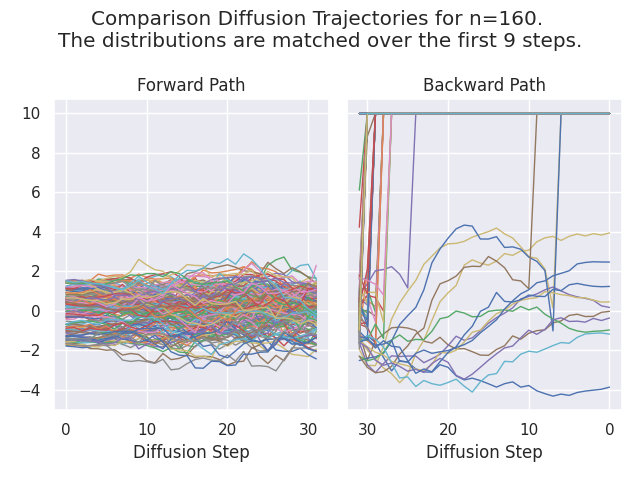 Comparison Diffusion Trajectories for n=160.
The distributions are matched over the first 9 steps.
Forward Path
Backward Path
10
8
6
4
2
0
−2
−4
0
10
20
30
30
20
10
0
Diffusion Step
Diffusion Step